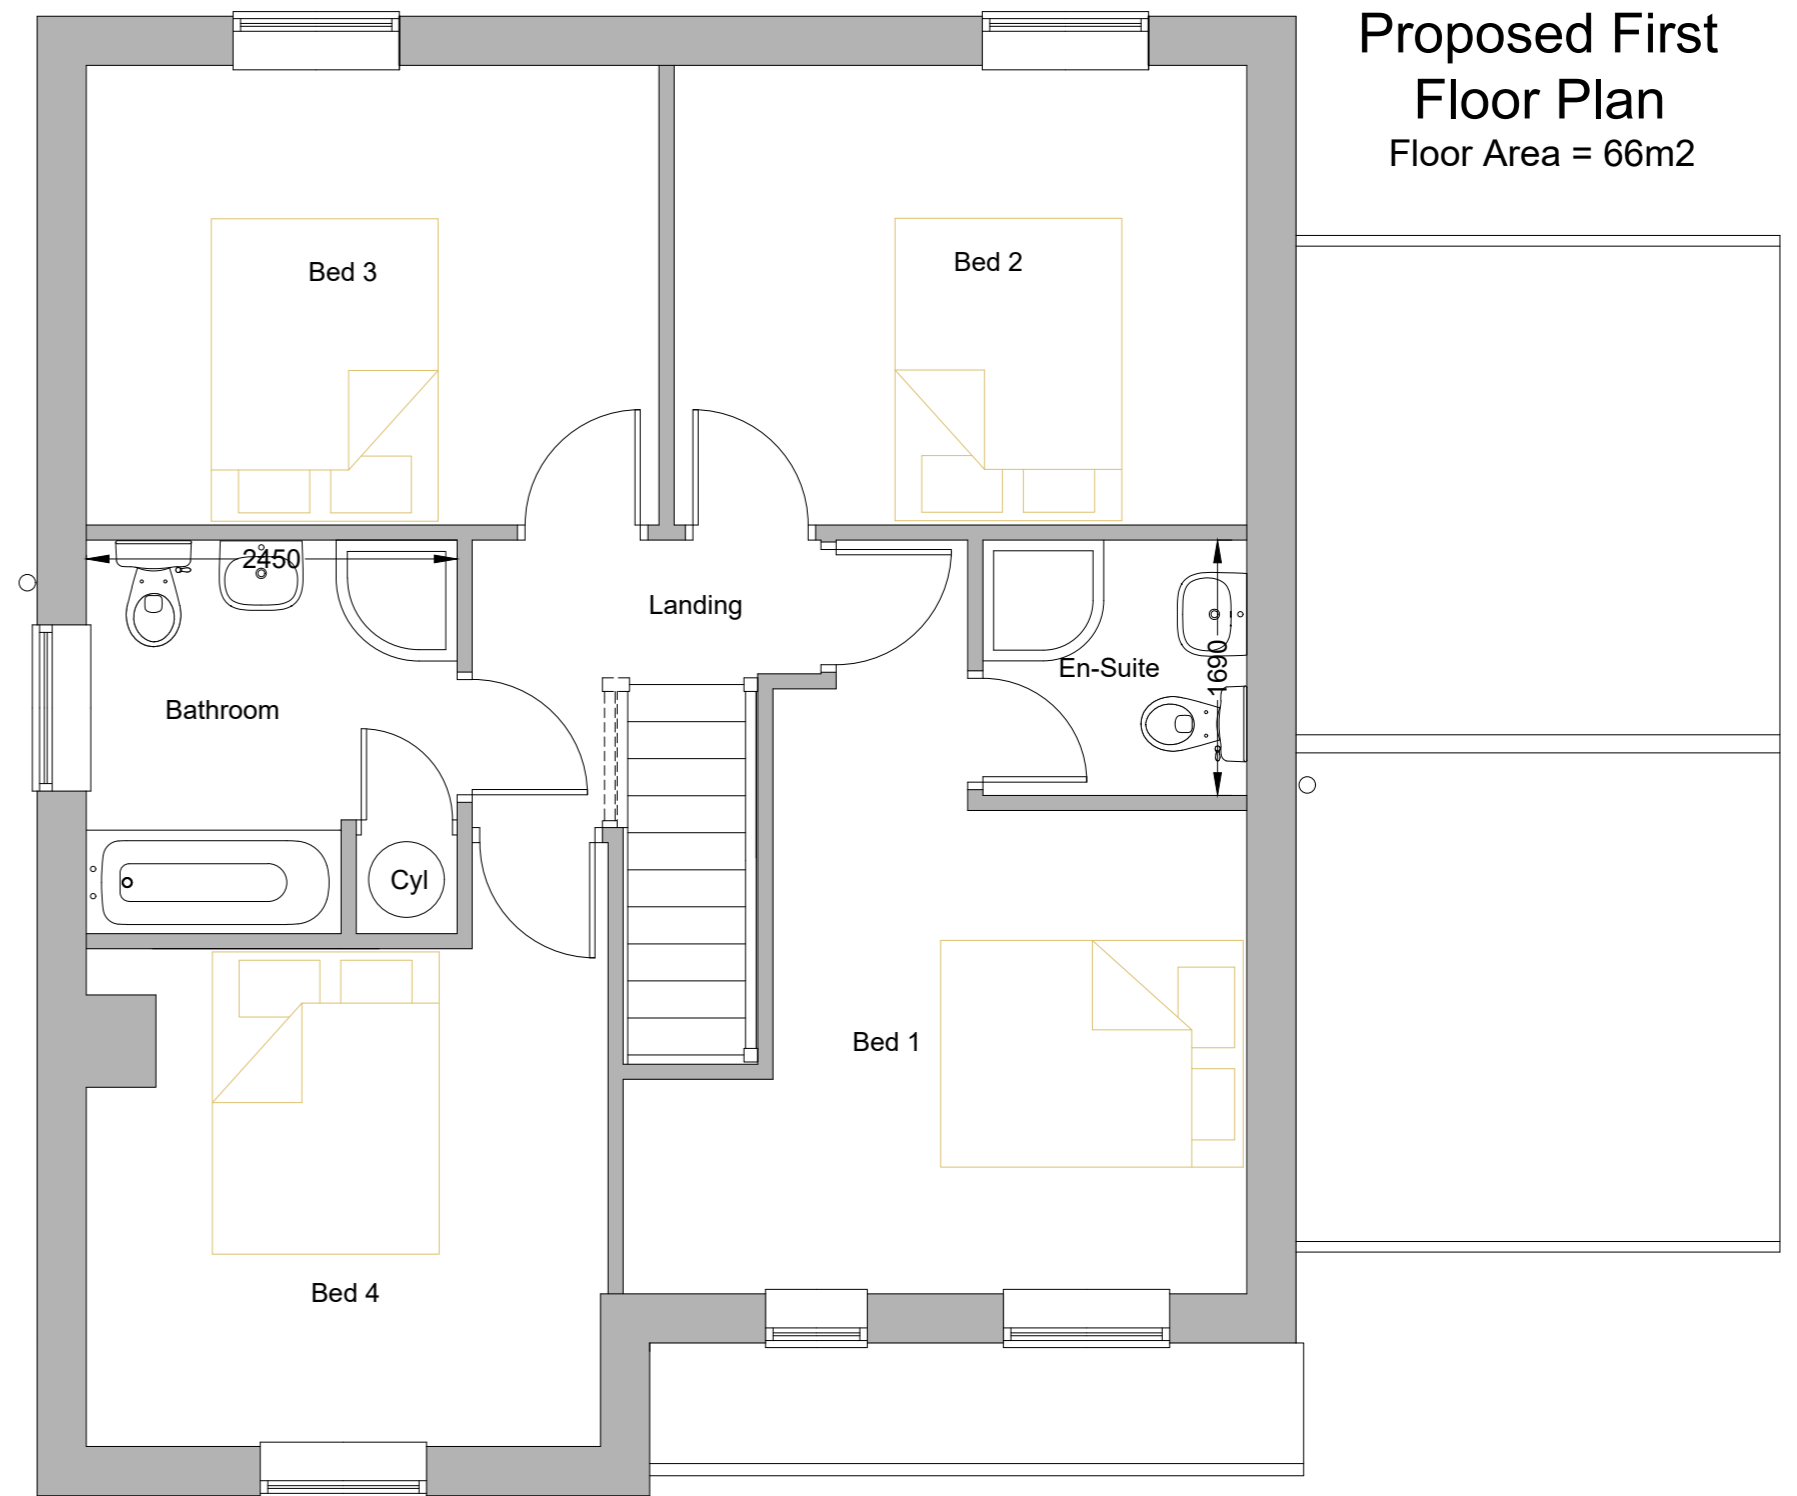 Proposed First
Floor Plan
Floor Area = 66m2
Bed 3
Bed 2
2450
Landing
En-Suite
1690
Bathroom
Cyl
Bed 1
Bed 4